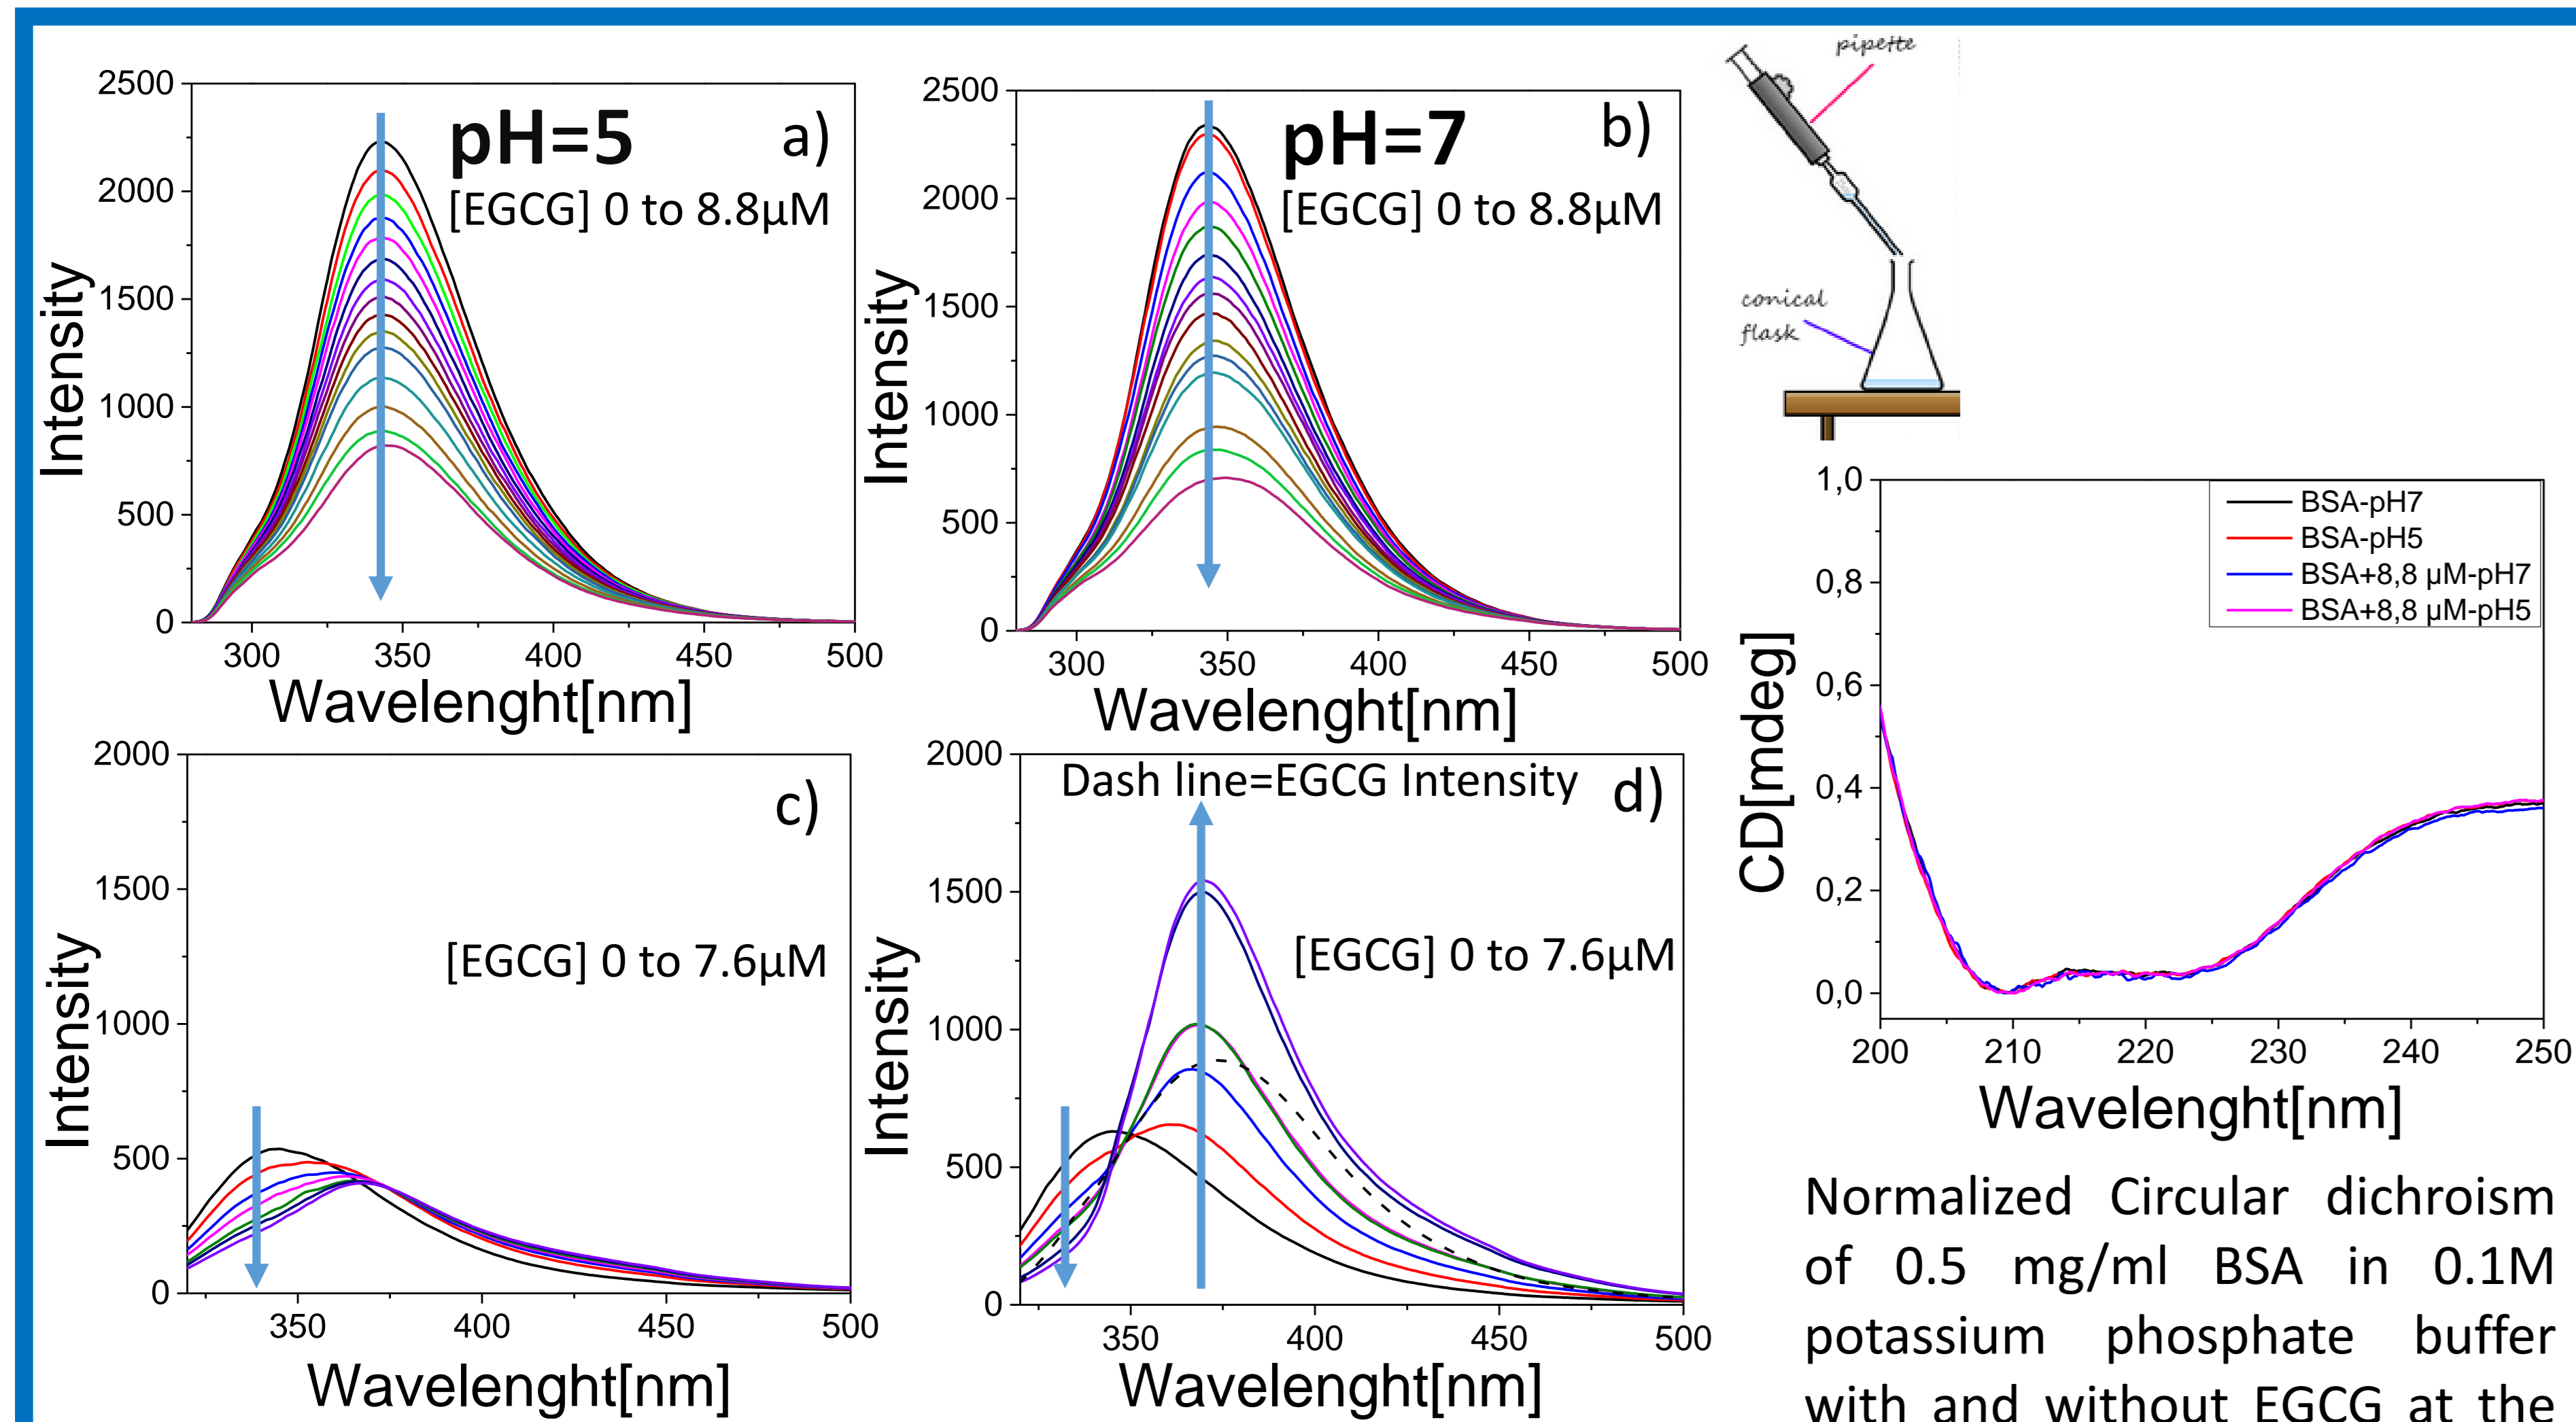 2500
2000
1500
1000
500
0
Intensity
pH=5
a)
[EGCG] 0 to 8.8µM
300 350 400 450 500
Wavelenght[nm]
2500
2000
1500
1000
500
0
Intensity
pH=7
b)
[EGCG] 0 to 8.8µM
300 350 400 450 500
Wavelenght[nm]
pipette
conical
flask
2000
1500
1000
500
0
Intensity
c)
[EGCG] 0 to 7.6µM
350 400 450 500
Wavelenght[nm]
2000
1500
1000
500
0
Intensity
Dash line=EGCG Intensity
d)
[EGCG] 0 to 7.6µM
350 400 450 500
Wavelenght[nm]
1,0
0,8
0,6
0,4
0,2
0,0
CD[mdeg]
BSA-pH7
BSA-pH5
BSA+8,8 µM-pH7
BSA+8,8 µM-pH5
200 210 220 230 240 250
Wavelenght[nm]
Normalized Circular dichroism
of 0.5 mg/ml BSA in 0.1M
potassium phosphate buffer
with and without EGCG at the